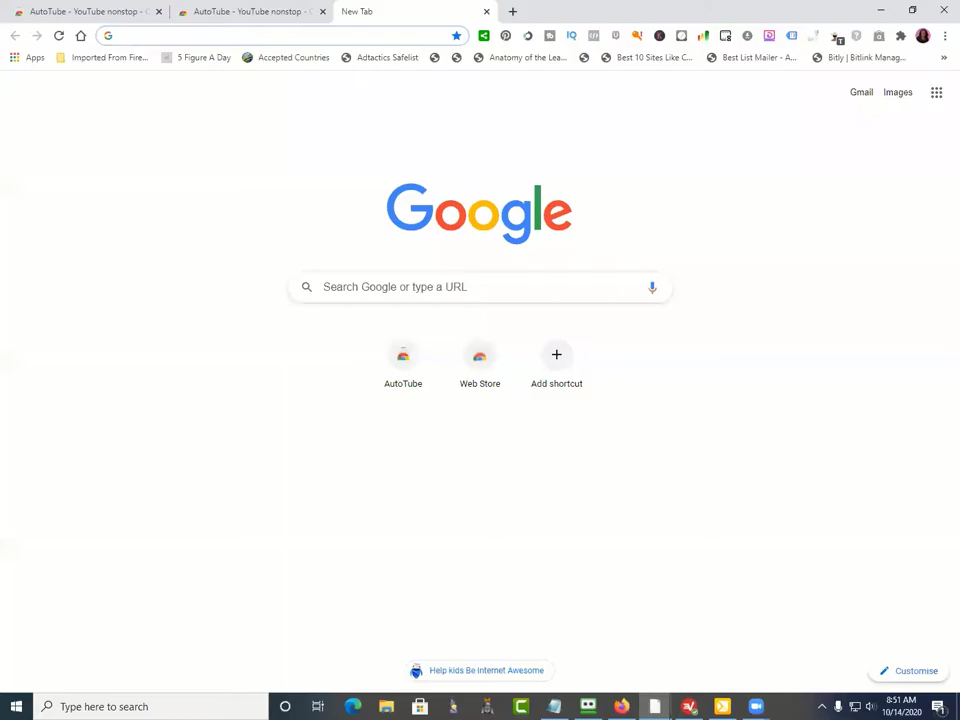 AutoTube - YouTube nonstop - C
AutoTube - YouTube nonstop -
New Tab
Apps
Imported From Fire...
5 Figure A Day
Accepted Countries
Adtactics Safelist
Anatomy of the Lea...
Best 10 Sites Like C...
Best List Mailer - A...
Bitly | Bitlink Manag...
Gmail
Images
Google
Search Google or type a URL
AutoTube
Web Store
Add shortcut
Help kids Be Internet Awesome
Customise
Type here to search
8:51 AM
10/14/2020